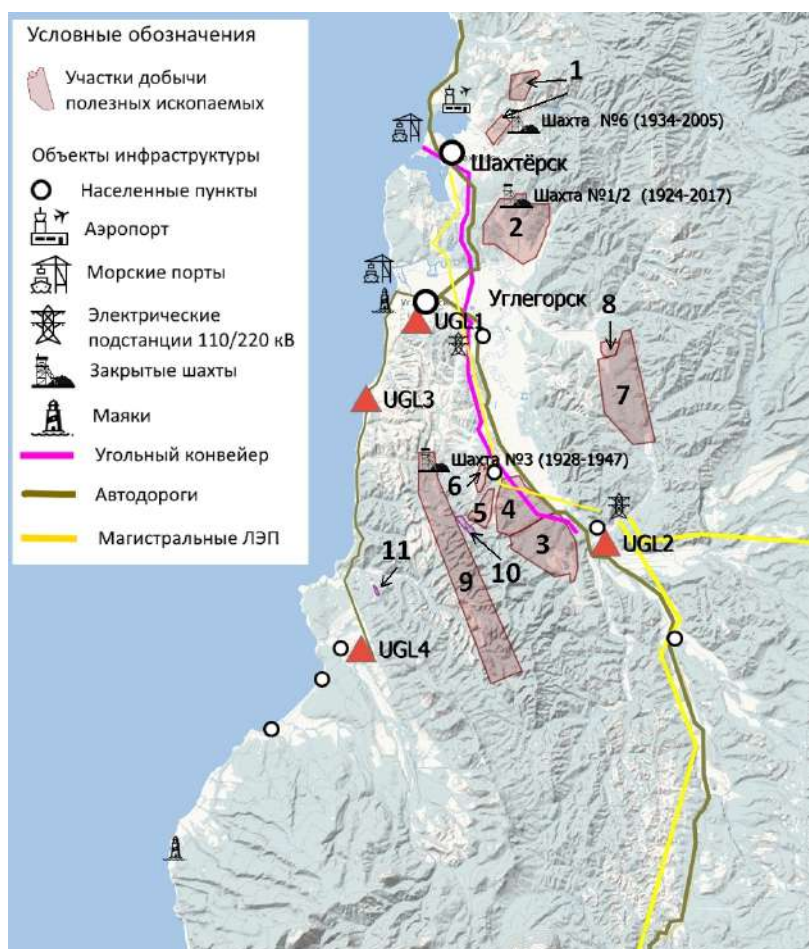 Условные обозначения
Участки добычи
полезных ископаемых
Объекты инфраструктуры
Населенные пункты
Аэропорт
Морские порты
Электрические
подстанции 110/220 кВ
Закрытые шахты
Маяки
Угольный конвейер
Автодороги
Магистральные ЛЭП
1
Шахта №6 (1934-2005)
Шахтёрск
Шахта №1/2 (1924-2017)
2
Углегорск
UGL1
8
7
UGL3
Шахта №3 (1928-1947)
6
5
4
3
UGL2
10
9
11
UGL4